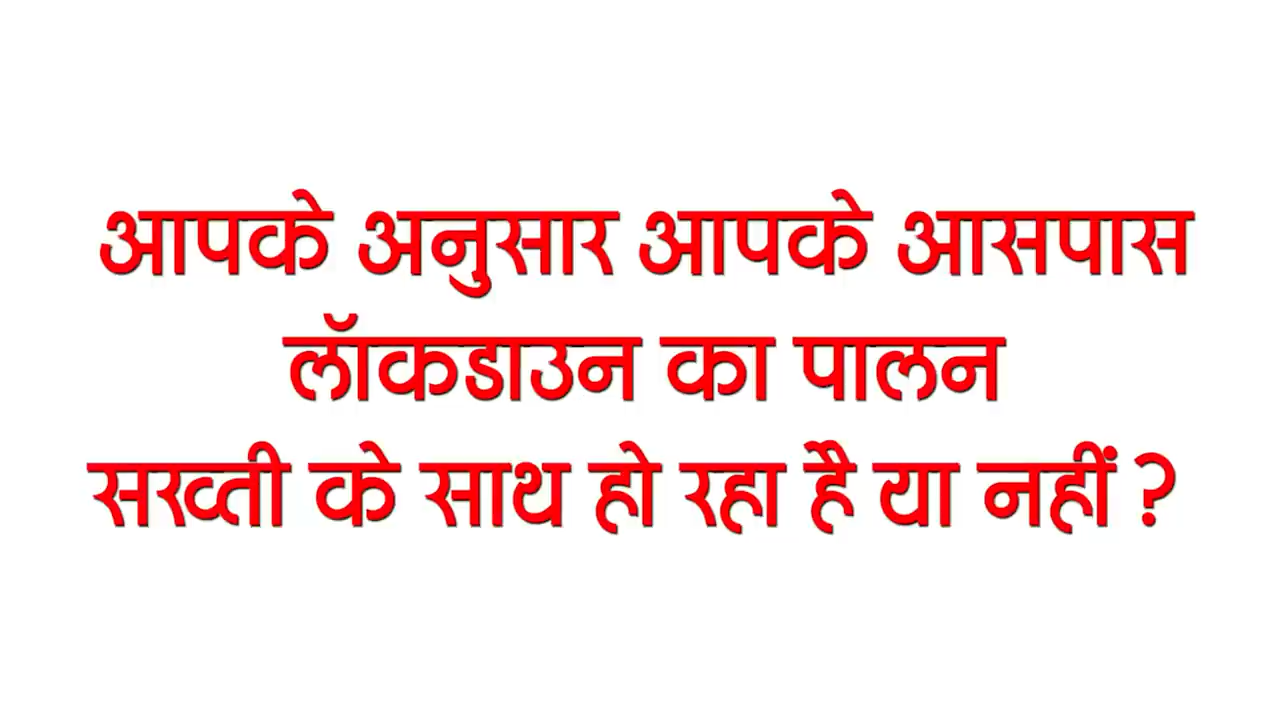 आपके अनुसार आपके आसपास
लॉकडाउन का पालन
सख्ती के साथ हो रहा है या नहीं ?